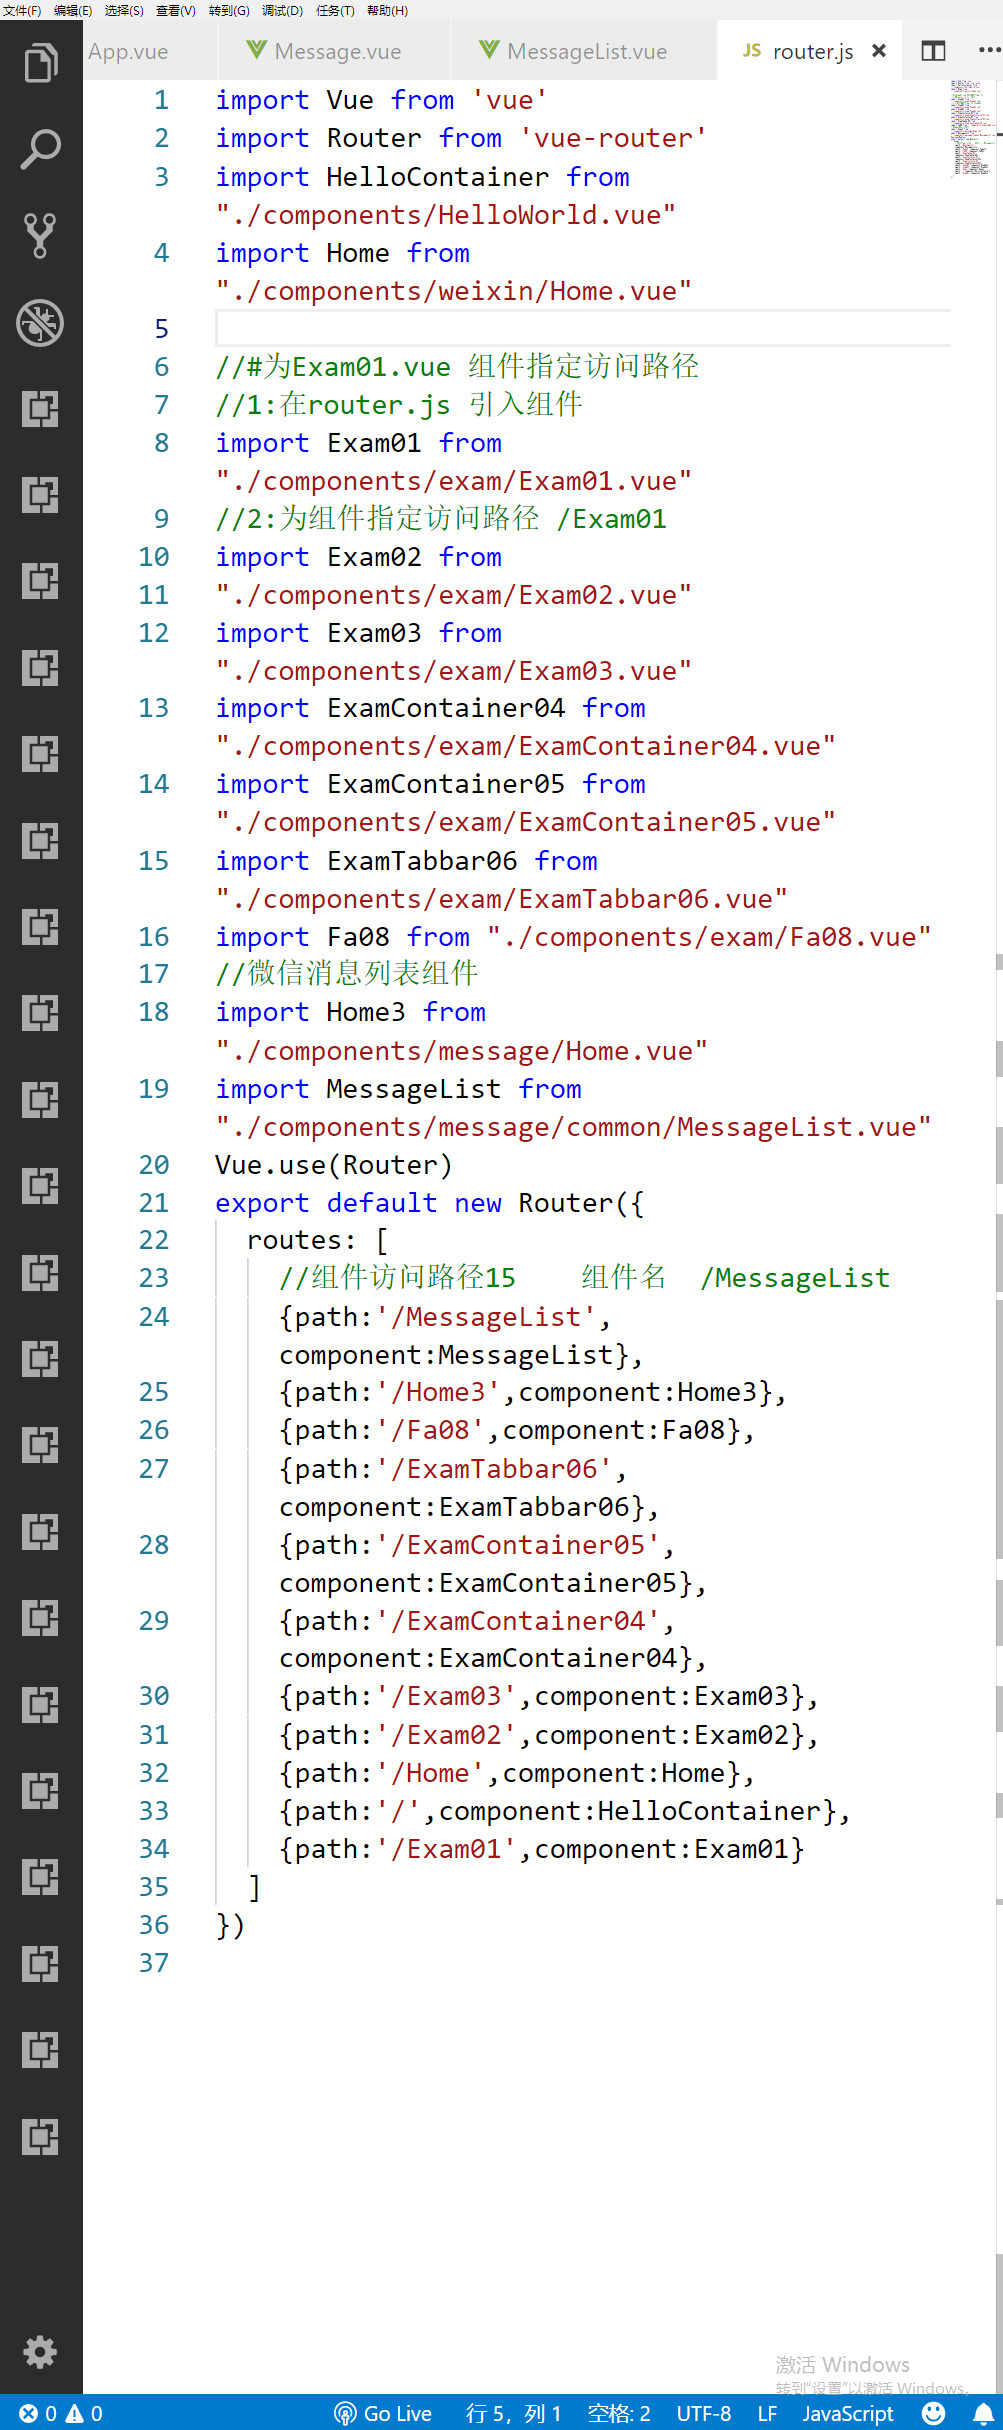 文件(F) 编辑(E) 选择(S) 查看(V) 转到(G) 调试(D) 任务(T) 帮助(H)
App.vue Message.vue MessageList.vue JS router.js
1 import Vue from 'vue'
2 import Router from 'vue-router'
3 import HelloContainer from
"./components/HelloWorld.vue"
4 import Home from
"./components/weixin/Home.vue"
5
6 //#为Exam01.vue 组件指定访问路径
7 //1:在router.js 引入组件
8 import Exam01 from
"./components/exam/Exam01.vue"
9 //2:为组件指定访问路径 /Exam01
10 import Exam02 from
11 "./components/exam/Exam02.vue"
12 import Exam03 from
"./components/exam/Exam03.vue"
13 import ExamContainer04 from
"./components/exam/ExamContainer04.vue"
14 import ExamContainer05 from
"./components/exam/ExamContainer05.vue"
15 import ExamTabbar06 from
"./components/exam/ExamTabbar06.vue"
16 import Fa08 from "./components/exam/Fa08.vue"
17 //微信消息列表组件
18 import Home3 from
"./components/message/Home.vue"
19 import MessageList from
"./components/message/common/MessageList.vue"
20 Vue.use(Router)
21 export default new Router({
22 routes: [
23 //组件访问路径15 组件名 /MessageList
24 {path:'/MessageList',
component:MessageList},
25 {path:'/Home3',component:Home3},
26 {path:'/Fa08',component:Fa08},
27 {path:'/ExamTabbar06',
component:ExamTabbar06},
28 {path:'/ExamContainer05',
component:ExamContainer05},
29 {path:'/ExamContainer04',
component:ExamContainer04},
30 {path:'/Exam03',component:Exam03},
31 {path:'/Exam02',component:Exam02},
32 {path:'/Home',component:Home},
33 {path:'/',component:HelloContainer},
34 {path:'/Exam01',component:Exam01}
35 ]
36 })
37
激活 Windows
转到"设置"以激活 Windows。
0 0 Go Live 行 5，列 1 空格: 2 UTF-8 LF JavaScript